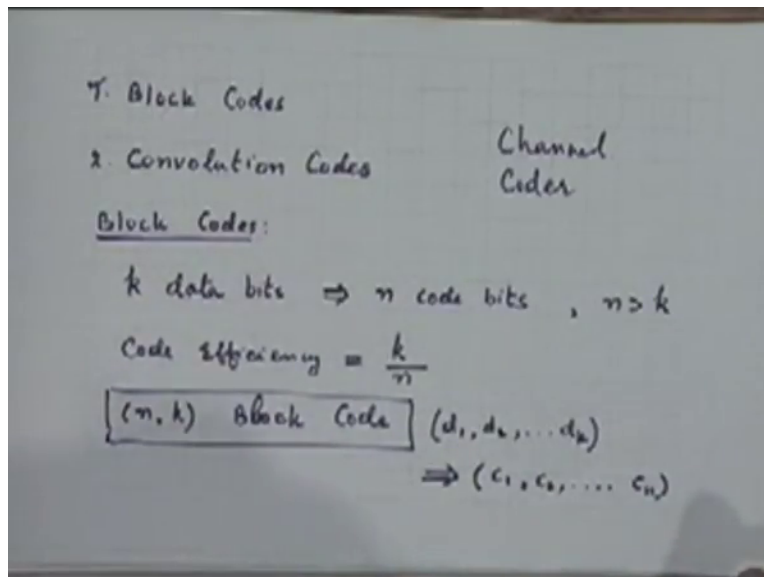 1. Block Codes
2. Convolution Codes
Channel
Coder
Block Codes:
k data bits ⇒ n code bits , n > k
Code Efficiency = k/n
(n, k) Block Code (d₁, d₂, ... dₖ)
⇒ (c₁, c₂, .... cₙ)